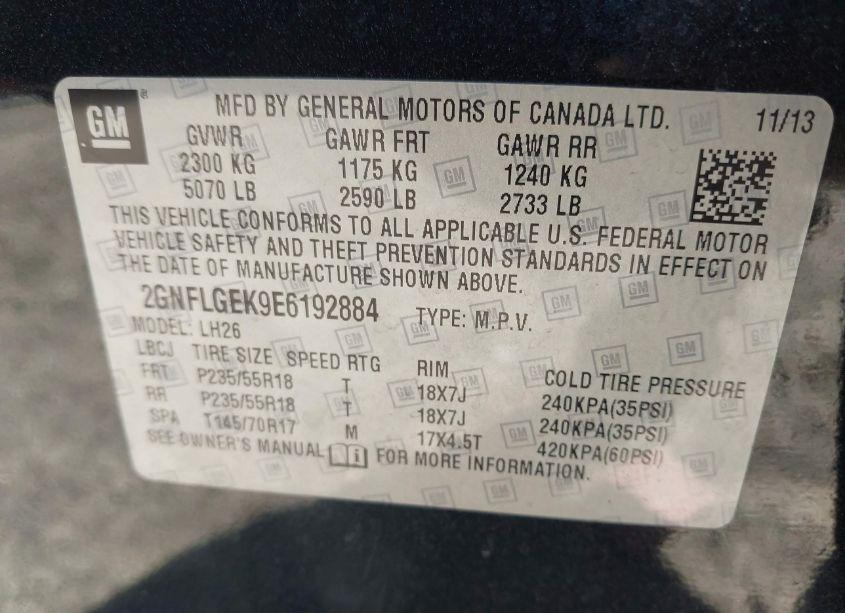 GM ® MFD BY GENERAL MOTORS OF CANADA LTD. 11/13
GVWR GAWR FRT GAWR RR
2300 KG 1175 KG 1240 KG
5070 LB 2590 LB 2733 LB
THIS VEHICLE CONFORMS TO ALL APPLICABLE U.S. FEDERAL MOTOR
VEHICLE SAFETY AND THEFT PREVENTION STANDARDS IN EFFECT ON
THE DATE OF MANUFACTURE SHOWN ABOVE.
2GNFLGEK9E6192884 TYPE: M.P.V.
MODEL: LH26
LBCJ TIRE SIZE SPEED RTG RIM COLD TIRE PRESSURE
FRT P235/55R18 T 18X7J 240KPA(35PSI)
RR P235/55R18 T 18X7J 240KPA(35PSI)
SPA T145/70R17 M 17X4.5T 420KPA(60PSI)
SEE OWNER'S MANUAL FOR MORE INFORMATION.